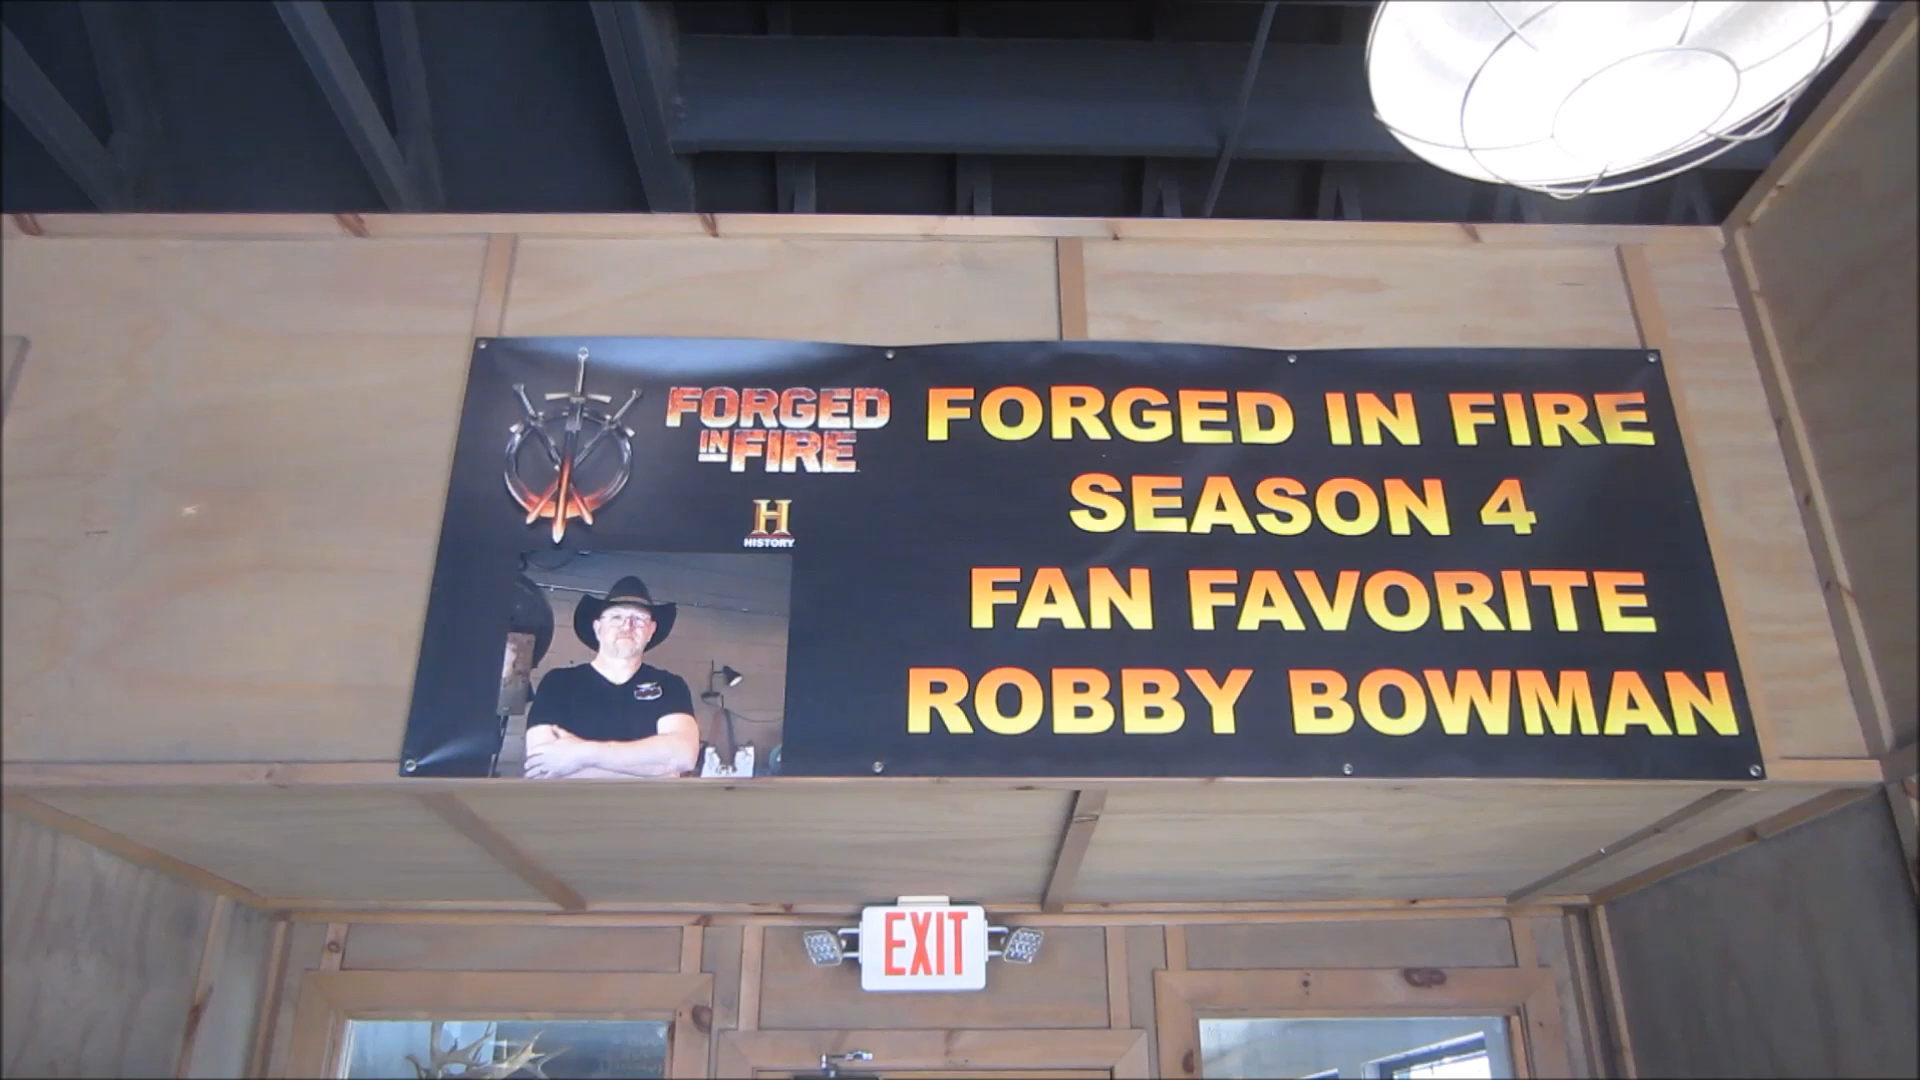 FORGED
IN FIRE
H
HISTORY
FORGED IN FIRE
SEASON 4
FAN FAVORITE
ROBBY BOWMAN
EXIT